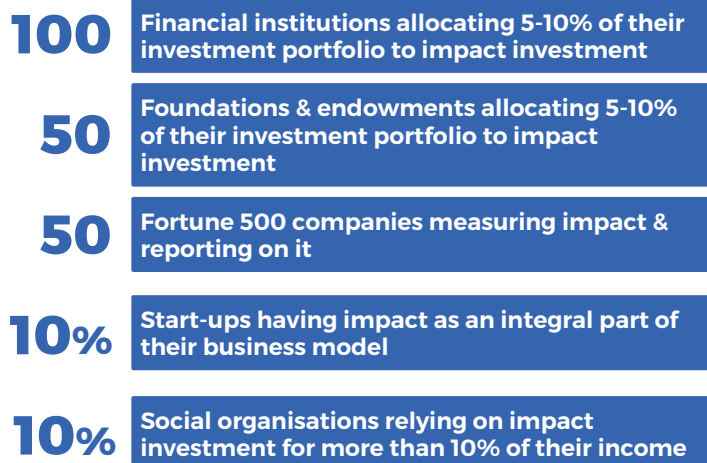 100
Financial institutions allocating 5-10% of their
investment portfolio to impact investment
50
Foundations & endowments allocating 5-10%
of their investment portfolio to impact
investment
50
Fortune 500 companies measuring impact &
reporting on it
10%
Start-ups having impact as an integral part of
their business model
10%
Social organisations relying on impact
investment for more than 10% of their income